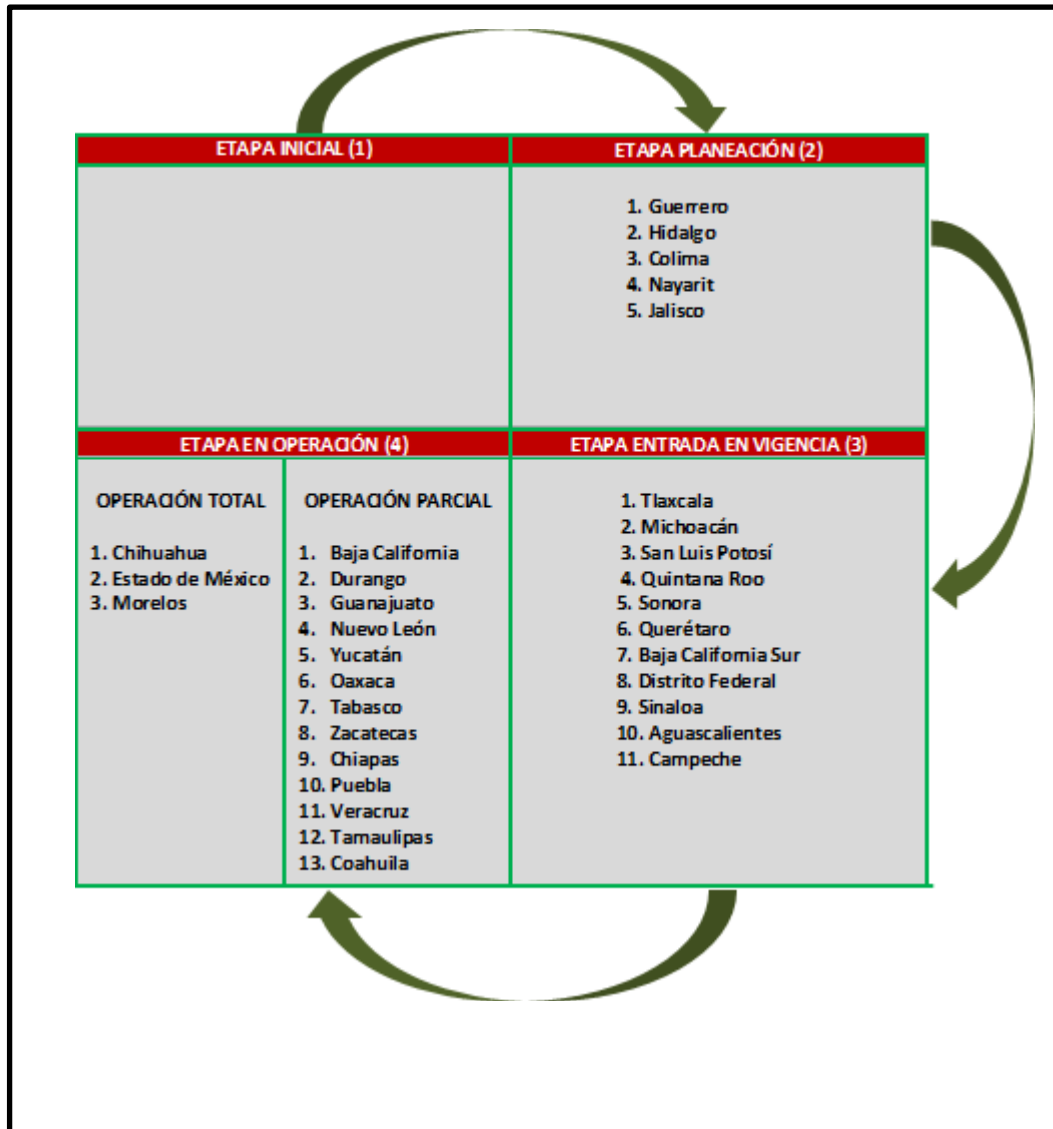 ETAPA INICIAL (1)
ETAPA PLANEACIÓN (2)
1. Guerrero
2. Hidalgo
3. Colima
4. Nayarit
5. Jalisco
ETAPA EN OPERACIÓN (4)
OPERACIÓN TOTAL
1. Chihuahua
2. Estado de México
3. Morelos
OPERACIÓN PARCIAL
1. Baja California
2. Durango
3. Guanajuato
4. Nuevo León
5. Yucatán
6. Oaxaca
7. Tabasco
8. Zacatecas
9. Chiapas
10. Puebla
11. Veracruz
12. Tamaulipas
13. Coahuila
ETAPA ENTRADA EN VIGENCIA (3)
1. Tlaxcala
2. Michoacán
3. San Luis Potosí
4. Quintana Roo
5. Sonora
6. Querétaro
7. Baja California Sur
8. Distrito Federal
9. Sinaloa
10. Aguascalientes
11. Campeche